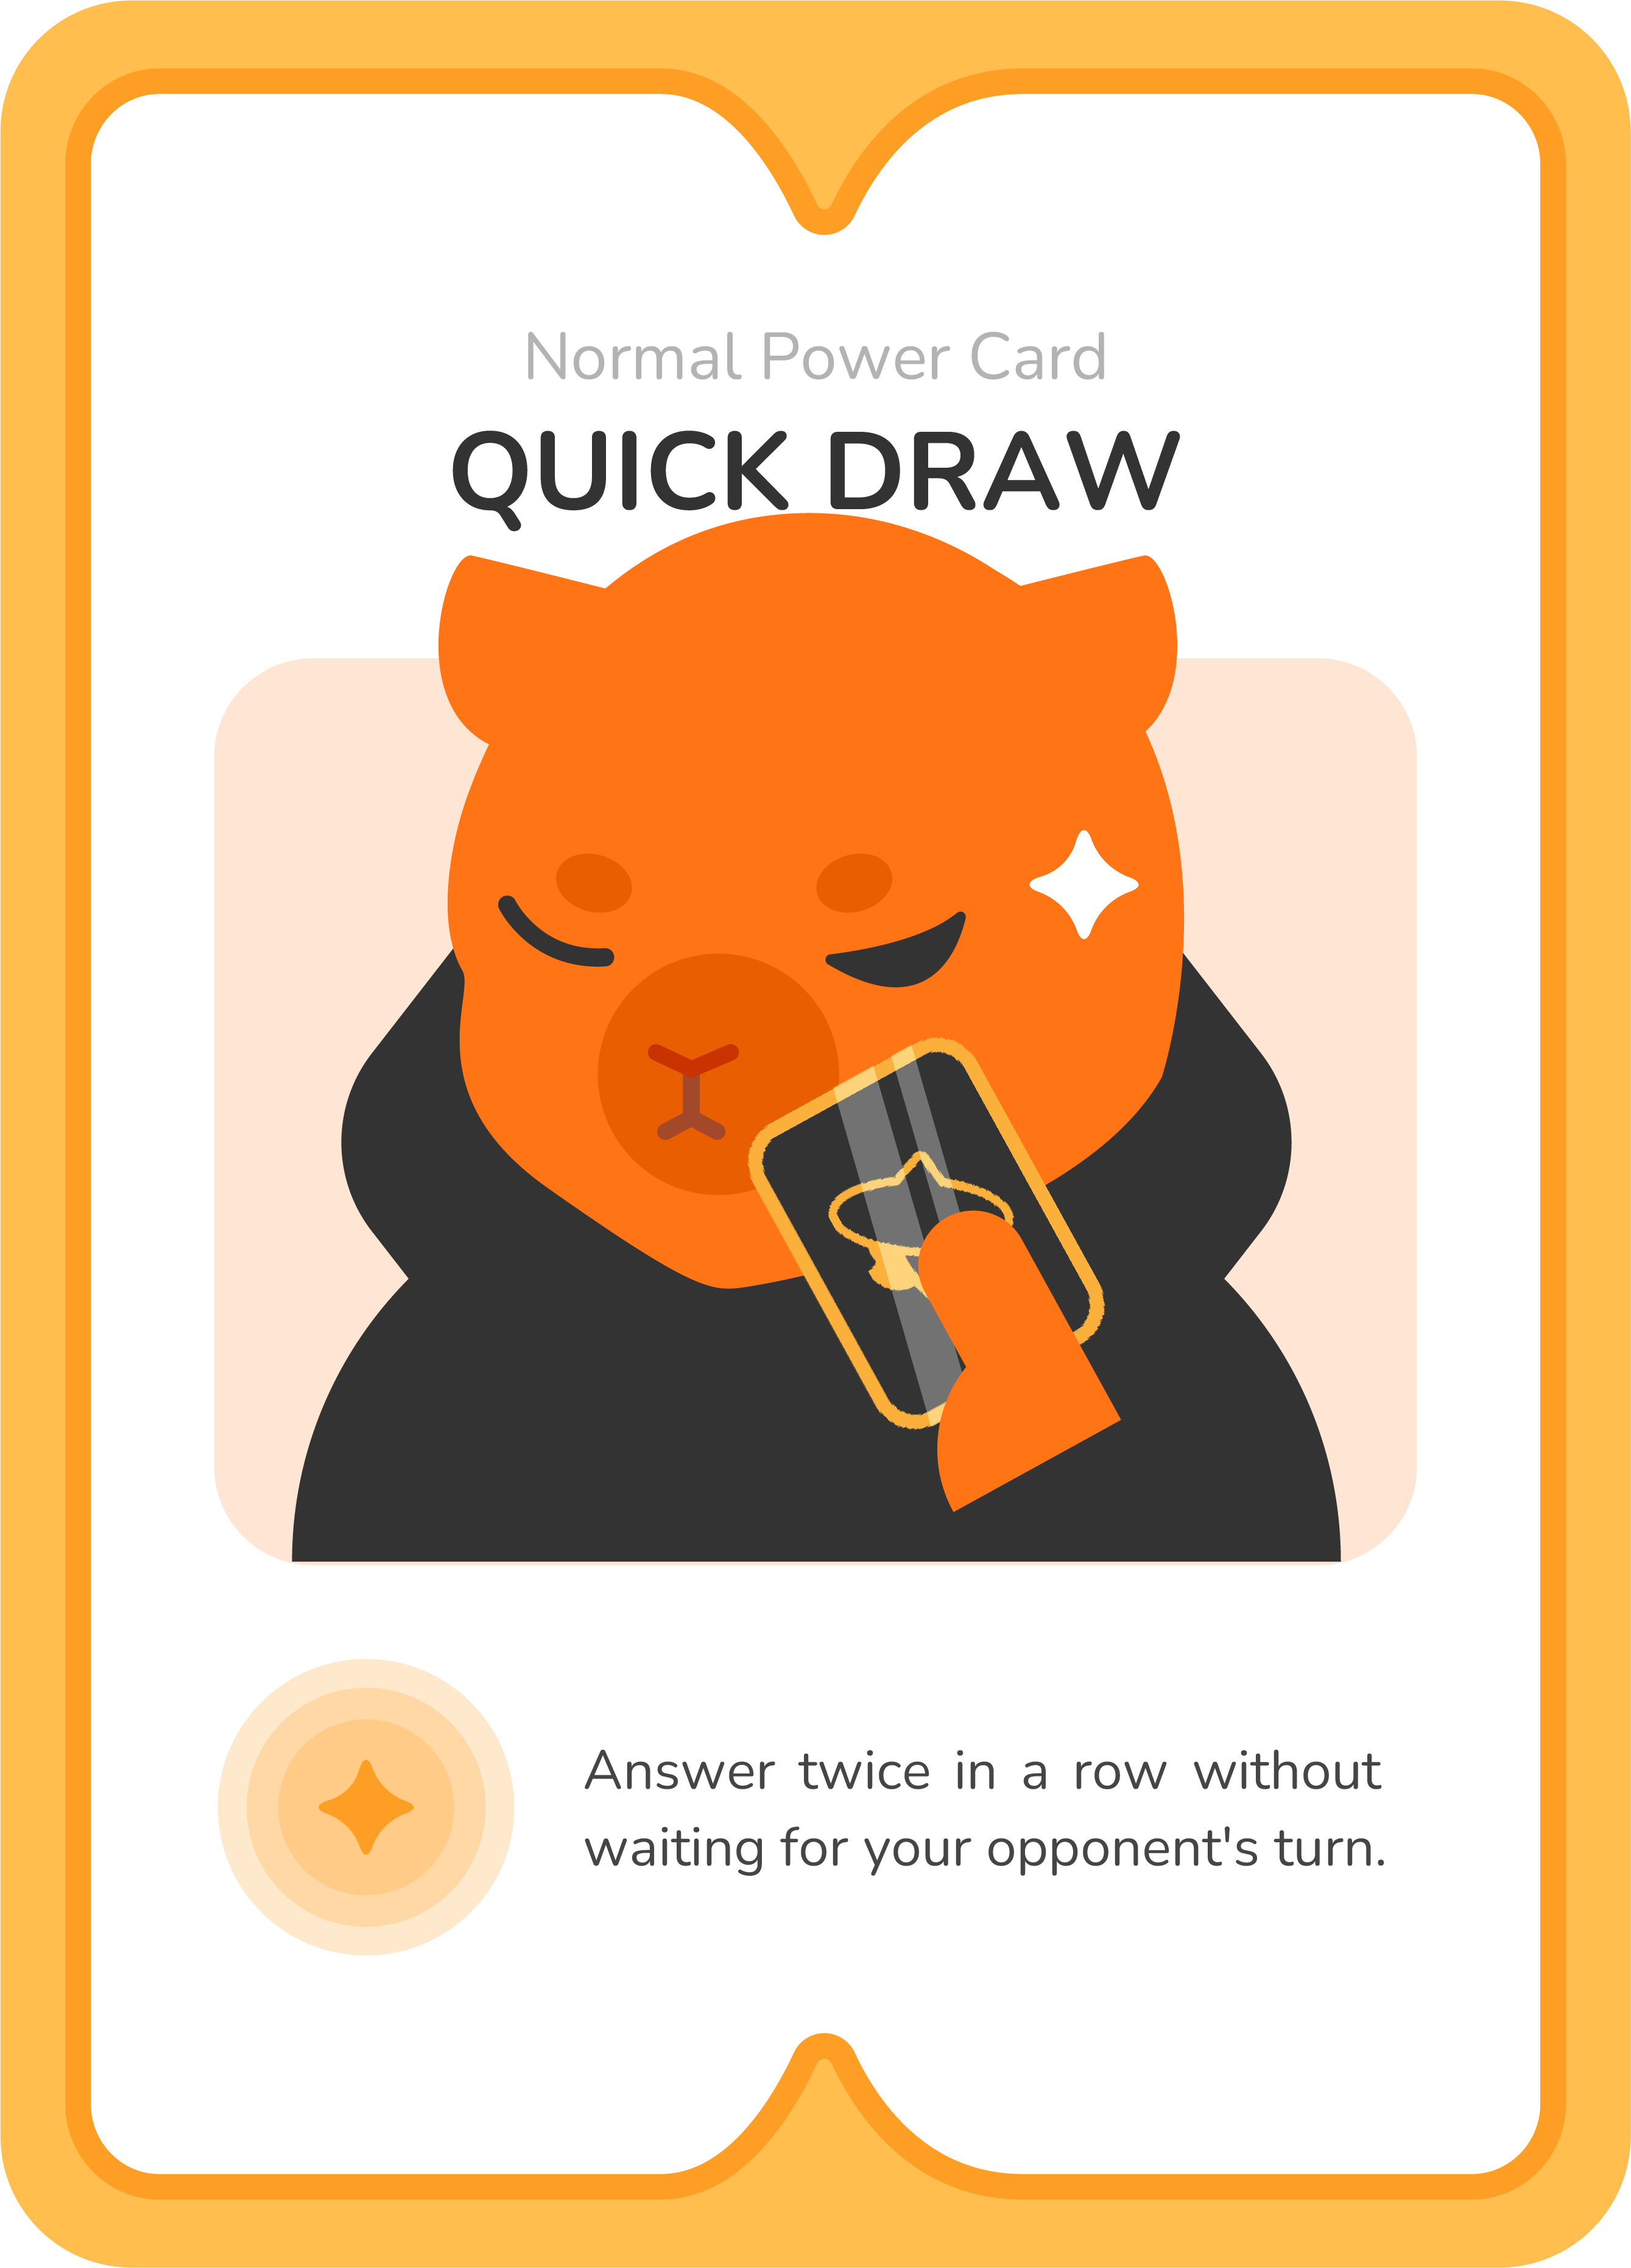 Normal Power Card
QUICK DRAW
Answer twice in a row without
waiting for your opponent's turn.